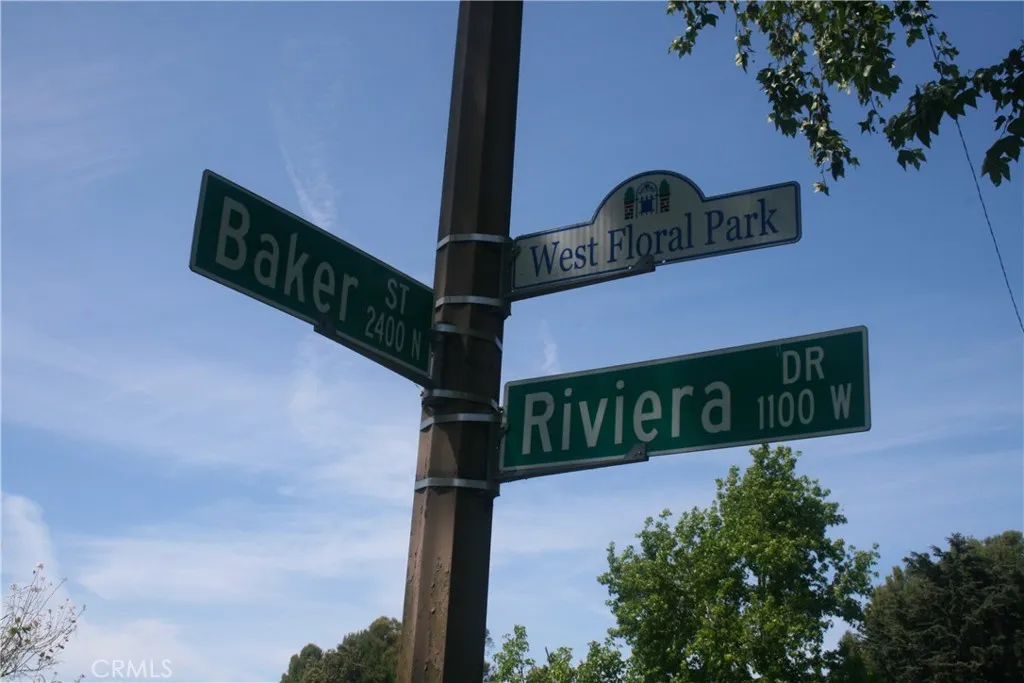 Baker ST
2400 N
West Floral Park
Riviera DR
1100 W
CRMLS